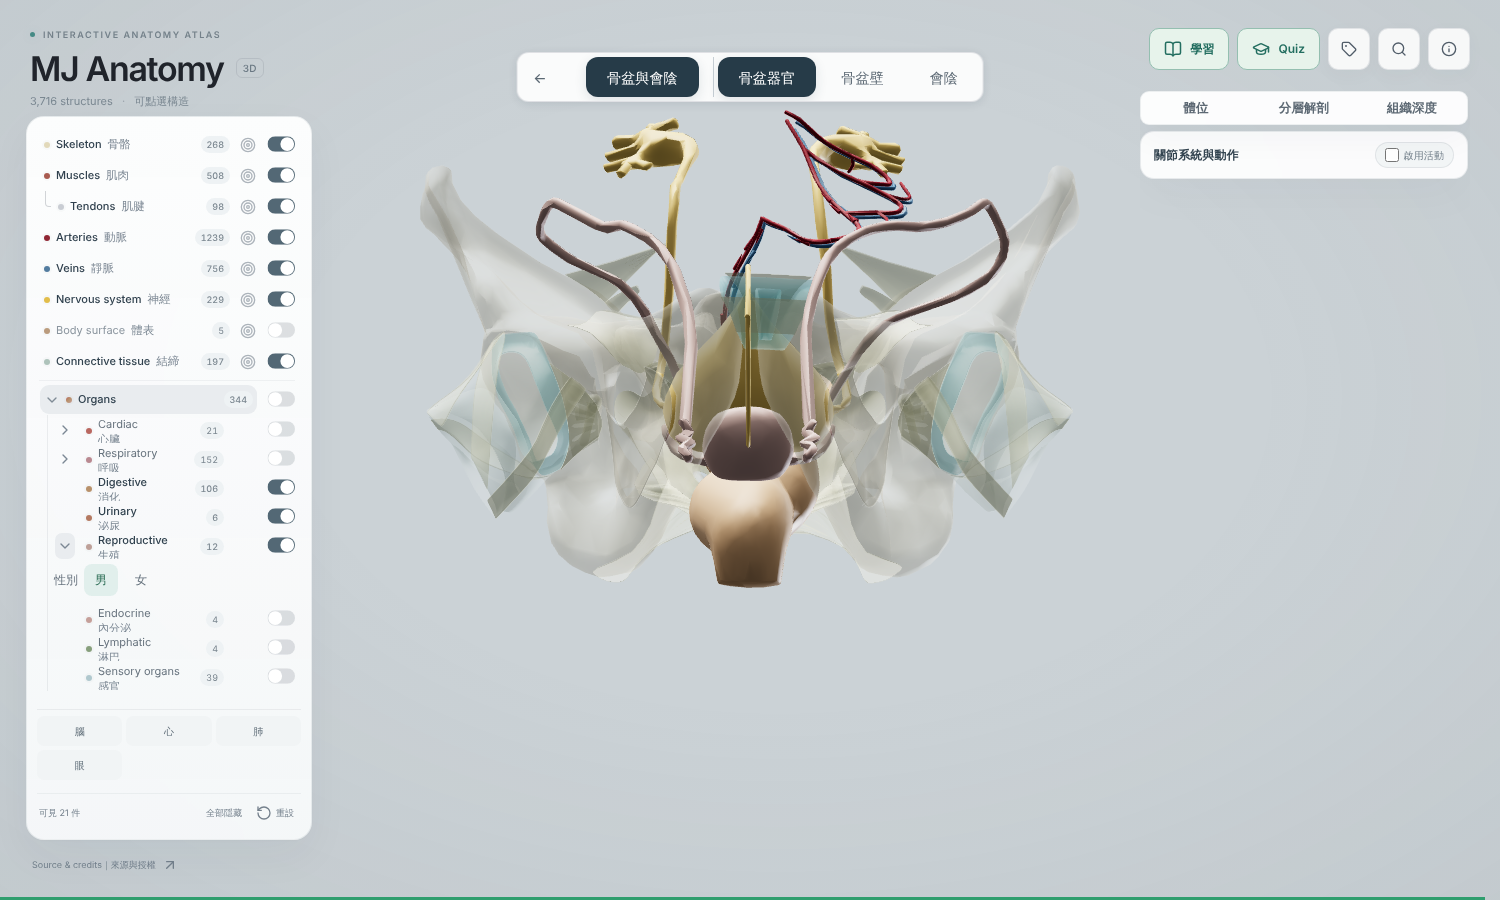 INTERACTIVE ANATOMY ATLAS
MJ Anatomy 3D
3,716 structures · 可點選構造
Skeleton 骨骼 268
Muscles 肌肉 508
Tendons 肌腱 98
Arteries 動脈 1239
Veins 靜脈 756
Nervous system 神經 229
Body surface 體表 5
Connective tissue 結締 197
Organs 344
Cardiac 21
心臟
Respiratory 152
呼吸
Digestive 106
消化
Urinary 6
泌尿
Reproductive 12
生殖
性別 男 女
Endocrine 4
內分泌
Lymphatic 4
淋巴
Sensory organs 39
感官
腦 心 肺
眼
可見 21 件 全部隱藏 重設
Source & credits | 來源與授權
← 骨盆與會陰 骨盆器官 骨盆壁 會陰
學習 Quiz
體位 分層解剖 組織深度
關節系統與動作 啟用活動